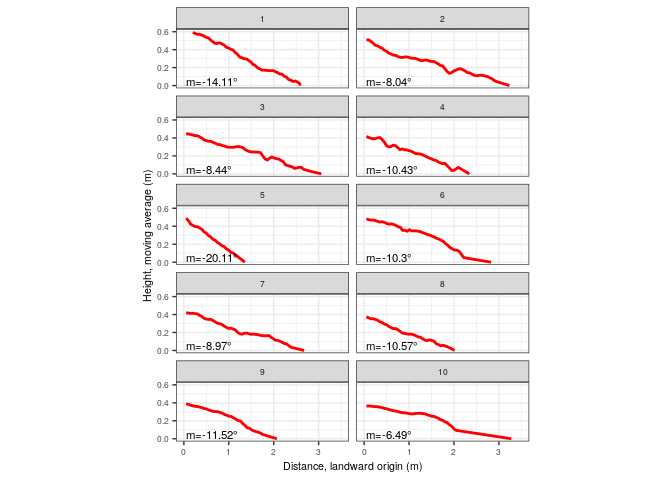 1
2
0.6
0.4
0.2
0.0
m=-14.11°
m=-8.04°
3
4
0.6
0.4
0.2
0.0
m=-8.44°
m=-10.43°
5
6
0.6
0.4
0.2
0.0
m=-20.11°
m=-10.3°
7
8
0.6
0.4
0.2
0.0
m=-8.97°
m=-10.57°
9
10
0.6
0.4
0.2
0.0
m=-11.52°
m=-6.49°
0 1 2 3
0 1 2 3
Distance, landward origin (m)
Height, moving average (m)